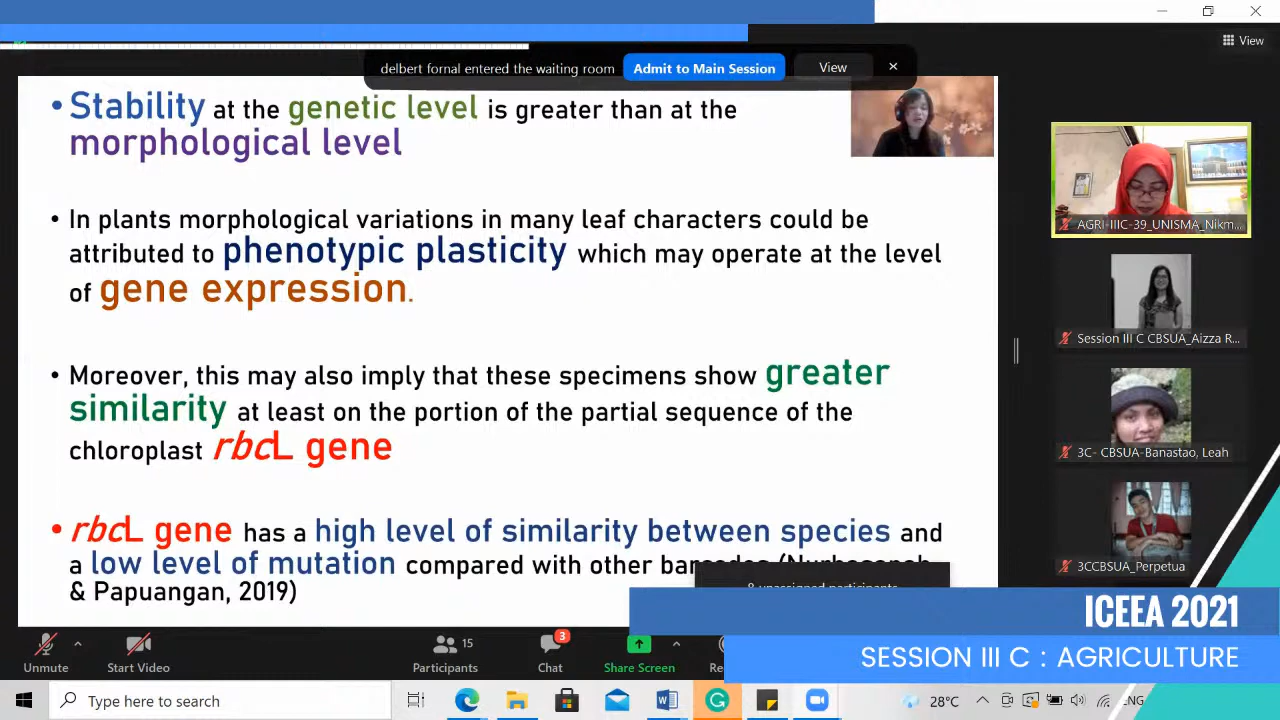 View
delbert fornal entered the waiting room
Admit to Main Session
View
• Stability at the genetic level is greater than at the
morphological level
• In plants morphological variations in many leaf characters could be
attributed to phenotypic plasticity which may operate at the level
of gene expression.
• Moreover, this may also imply that these specimens show greater
similarity at least on the portion of the partial sequence of the
chloroplast rbcL gene
• rbcL gene has a high level of similarity between species and
a low level of mutation compared with other
& Papuangan, 2019)
AGRI-IIIC-39_UNISMA_Nikm...
Session III C CBSUA_Aizza R...
3C- CBSUA-Banastao, Leah
3CCBSUA_Perpetua
8 unassigned participants
ICEEA 2021
SESSION III C : AGRICULTURE
Unmute
Start Video
15
Participants
3
Chat
Share Screen
Type here to search
28°C
ENG